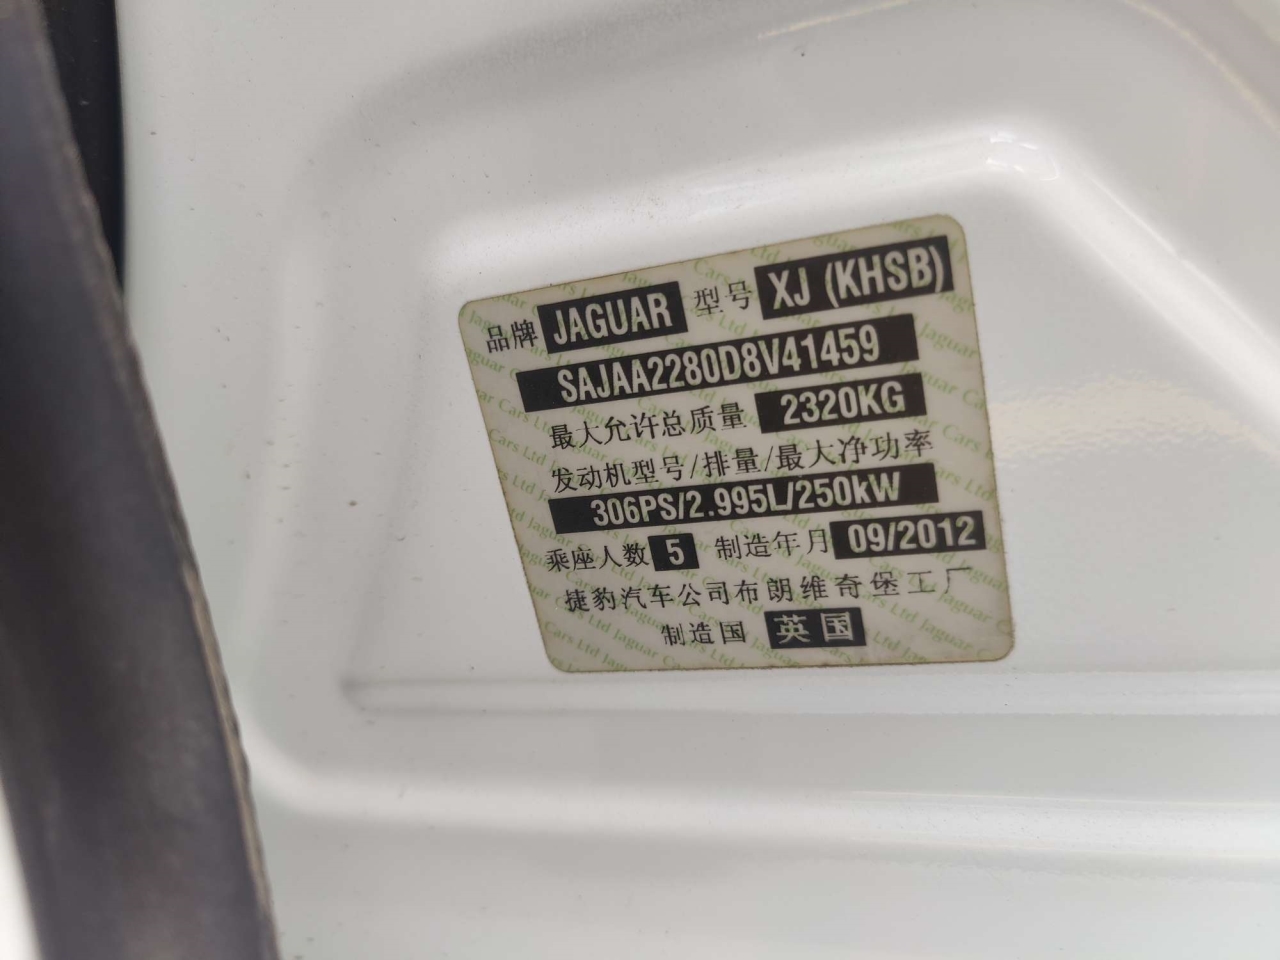 品牌 JAGUAR 型号 XJ (KHSB)
SAJAA2280D8V41459
最大允许总质量 2320KG
发动机型号/排量/最大净功率
306PS/2.995L/250kW
乘座人数 5 制造年月 09/2012
捷豹汽车公司布朗维奇堡工厂
制造国 英国